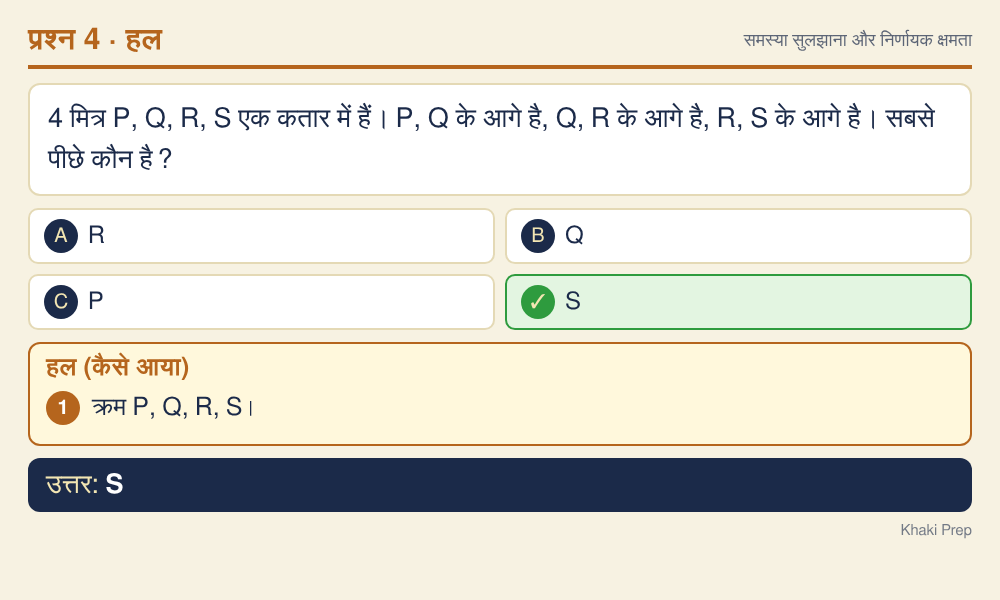 प्रश्न 4 · हल
समस्या सुलझाना और निर्णायक क्षमता
4 मित्र P, Q, R, S एक कतार में हैं। P, Q के आगे है, Q, R के आगे है, R, S के आगे है। सबसे
पीछे कौन है ?
A R
B Q
C P
✓ S
हल (कैसे आया)
1 क्रम P, Q, R, S।
उत्तर: S
Khaki Prep